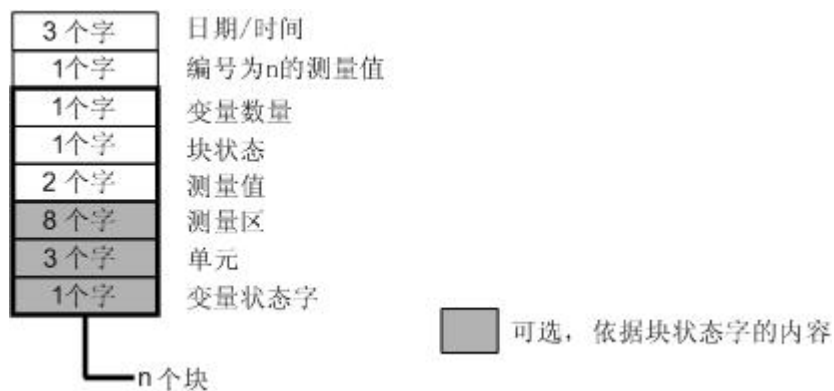 3 个字 日期/时间
1个字 编号为n的测量值
1个字 变量数量
1个字 块状态
2 个字 测量值
8 个字 测量区
3 个字 单元
1个字 变量状态字
可选，依据块状态字的内容
n 个块